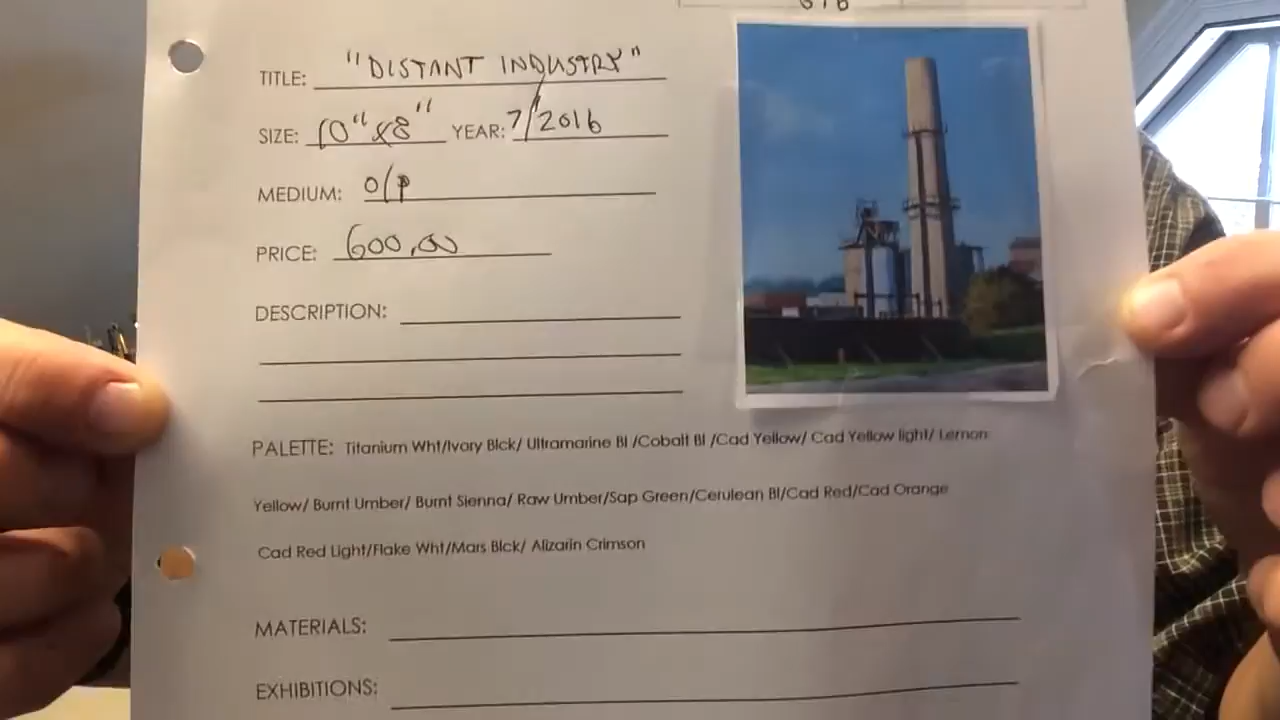 TITLE: "DISTANT INDUSTRY"
SIZE: 10"x8" YEAR: 7/2016
MEDIUM: O/P
PRICE: 600.00
DESCRIPTION:
PALETTE: Titanium Wht/Ivory Blck/ Ultramarine Bl /Cobalt Bl /Cad Yellow/ Cad Yellow light/ Lemon
Yellow/ Burnt Umber/ Burnt Sienna/ Raw Umber/Sap Green/Cerulean Bl/Cad Red/Cad Orange
Cad Red Light/Flake Wht/Mars Blck/ Alizarin Crimson
MATERIALS:
EXHIBITIONS: